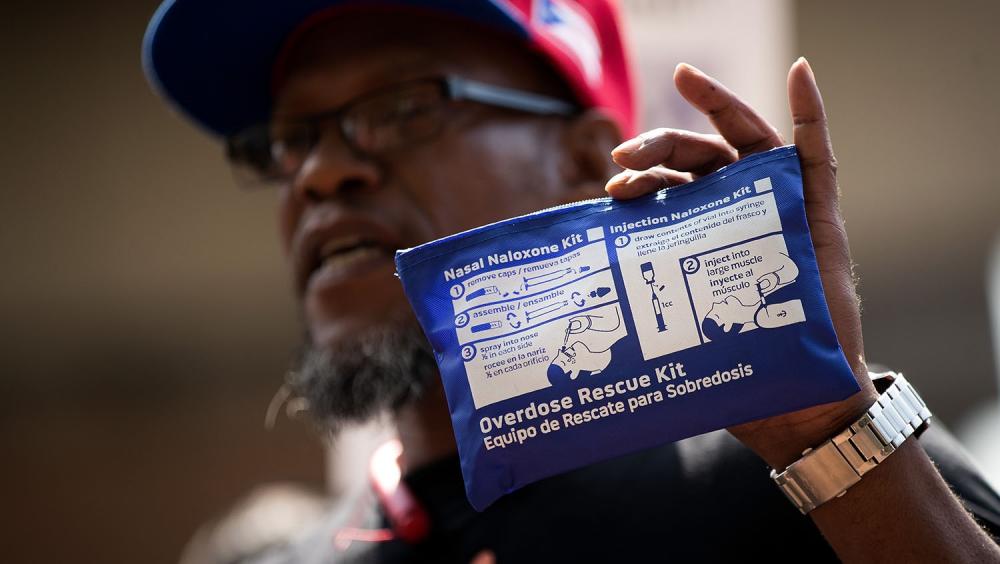 Nasal Naloxone Kit
1 remove caps / remueva tapas
2 assemble / ensamble
3 spray into nose
½ in each side
rocee en la nariz
½ en cada orificio
Injection Naloxone Kit
1 draw contents of vial into syringe
extraiga el contenido del frasco y
llene la jeringuilla
1cc
2 inject into
large muscle
inyecte al
músculo
Overdose Rescue Kit
Equipo de Rescate para Sobredosis